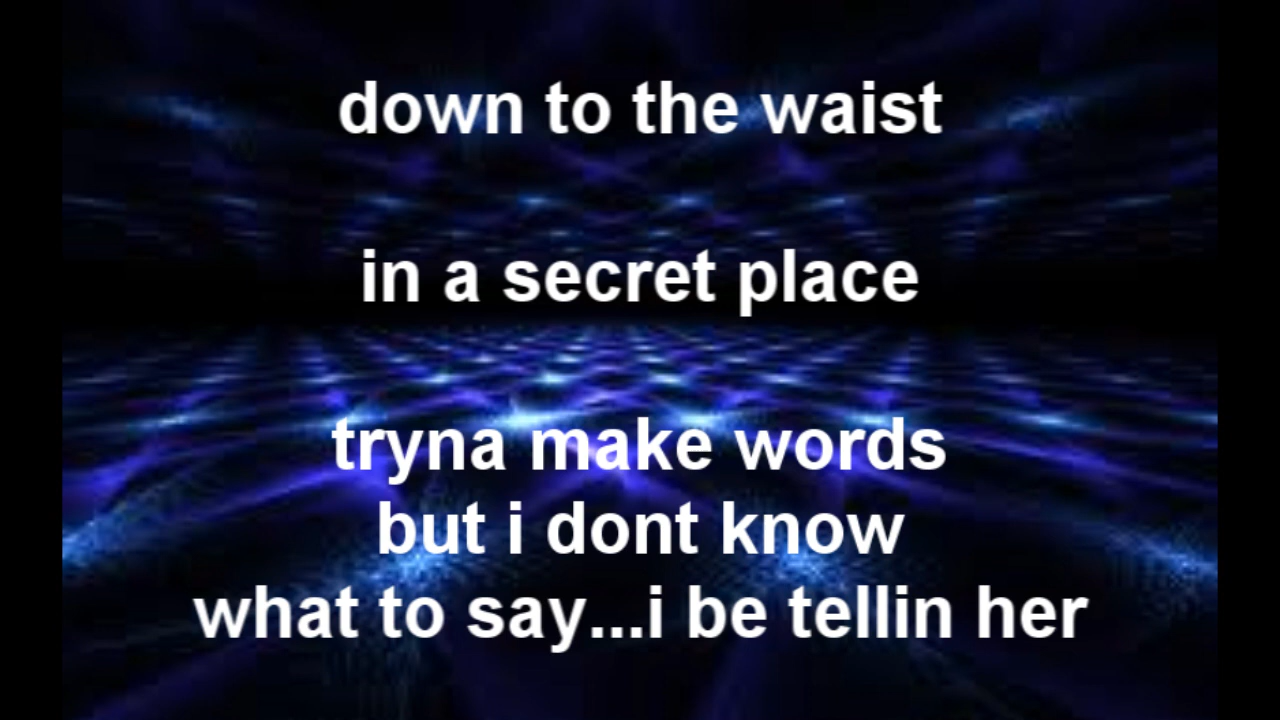 down to the waist
in a secret place
tryna make words
but i dont know
what to say...i be tellin her